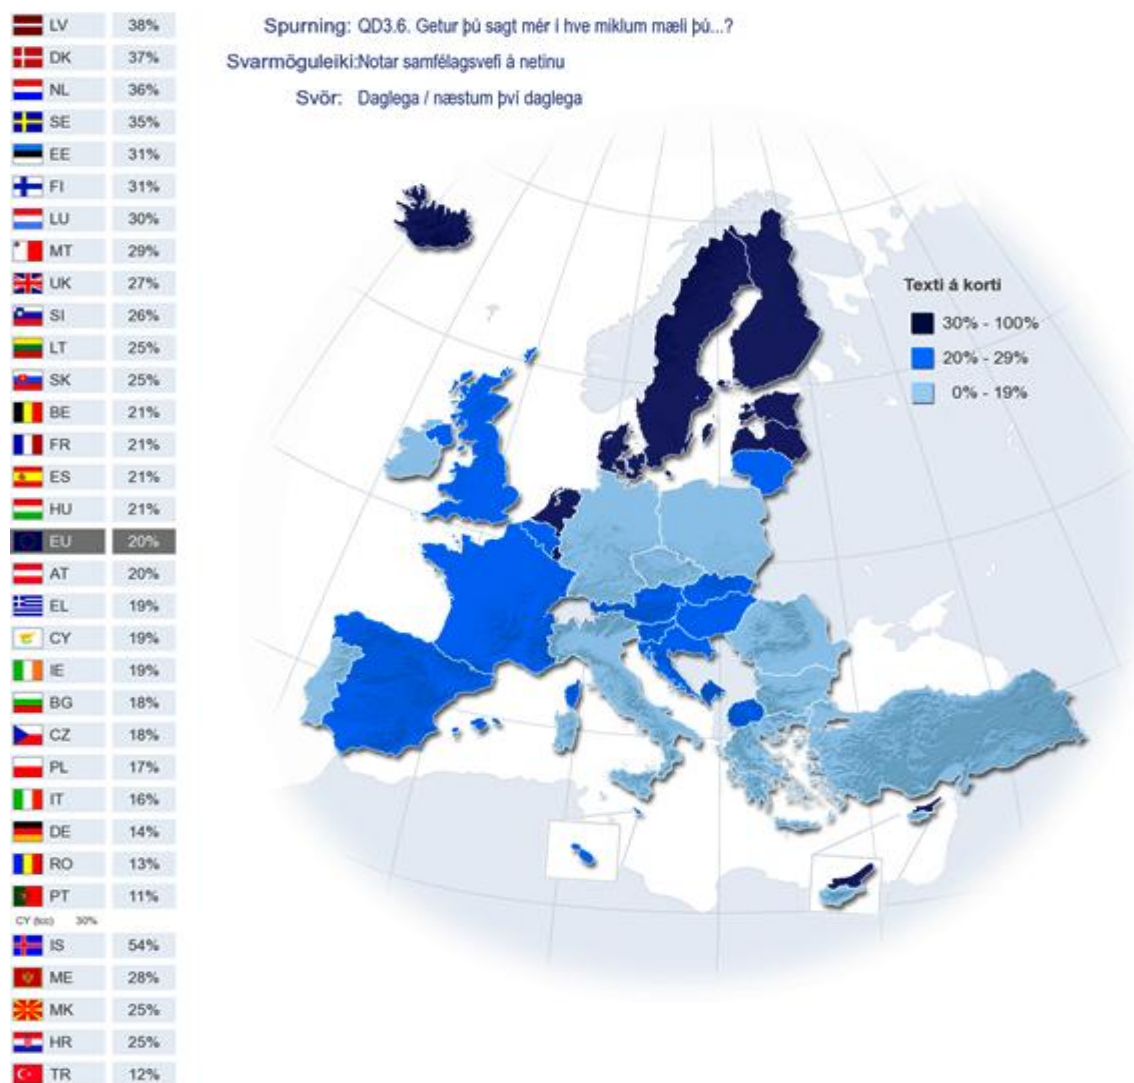 Spurning: QD3.6. Getur þú sagt mér í hve miklum mæli þú...?
Svarmöguleiki:Notar samfélagsvefi á netinu
Svör: Daglega / næstum því daglega
LV 38%
DK 37%
NL 36%
SE 35%
EE 31%
FI 31%
LU 30%
MT 29%
UK 27%
SI 26%
LT 25%
SK 25%
BE 21%
FR 21%
ES 21%
HU 21%
EU 20%
AT 20%
EL 19%
CY 19%
IE 19%
BG 18%
CZ 18%
PL 17%
IT 16%
DE 14%
RO 13%
PT 11%
CY (tcc) 30%
IS 54%
ME 28%
MK 25%
HR 25%
TR 12%
Texti á korti
30% - 100%
20% - 29%
0% - 19%